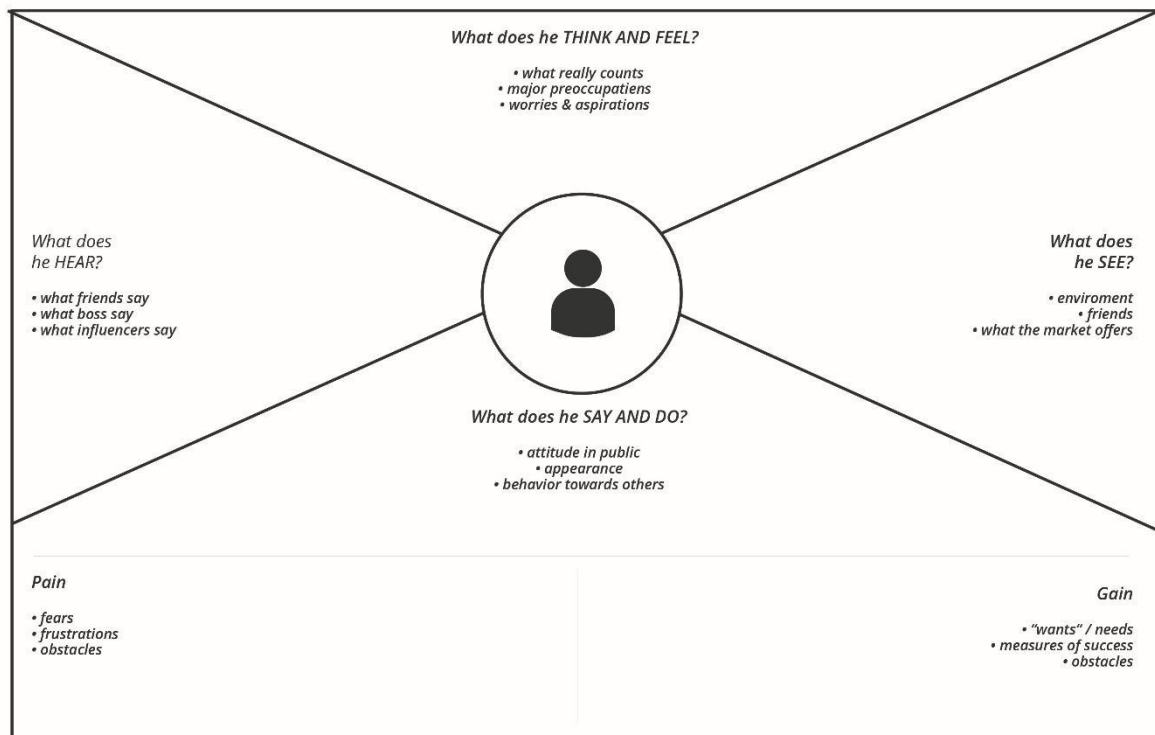 What does he THINK AND FEEL?
• what really counts
• major preoccupatiens
• worries & aspirations
What does
he HEAR?
• what friends say
• what boss say
• what influencers say
What does
he SEE?
• enviroment
• friends
• what the market offers
What does he SAY AND DO?
• attitude in public
• appearance
• behavior towards others
Pain
• fears
• frustrations
• obstacles
Gain
• “wants” / needs
• measures of success
• obstacles